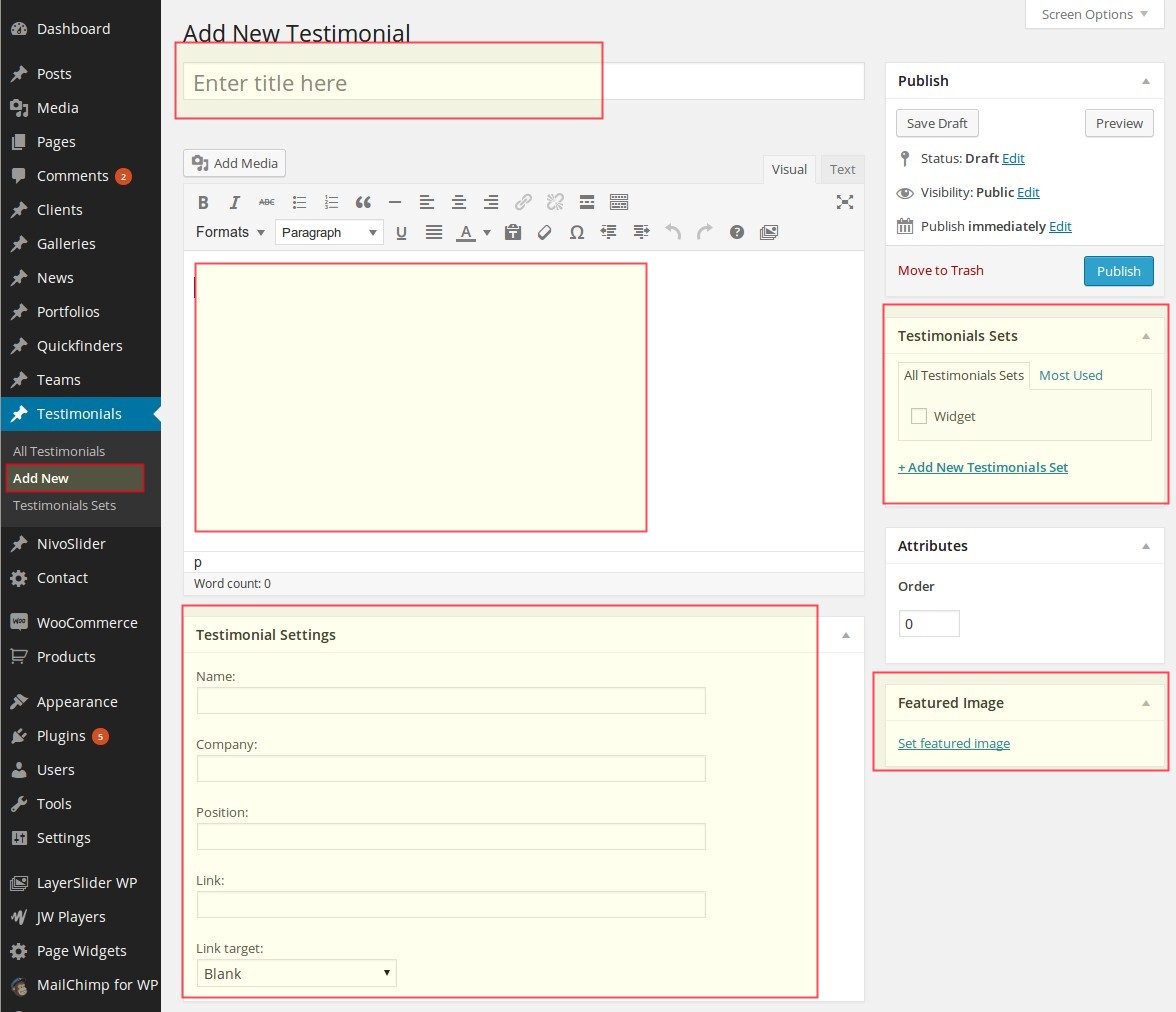 Dashboard
Posts
Media
Pages
Comments 2
Clients
Galleries
News
Portfolios
Quickfinders
Teams
Testimonials
All Testimonials
Add New
Testimonials Sets
NivoSlider
Contact
WooCommerce
Products
Appearance
Plugins 5
Users
Tools
Settings
LayerSlider WP
JW Players
Page Widgets
MailChimp for WP
Screen Options
Add New Testimonial
Enter title here
Add Media
Visual Text
B I ABC
Formats Paragraph U A T Ω ?
p
Word count: 0
Testimonial Settings
Name:
Company:
Position:
Link:
Link target:
Blank
Publish
Save Draft Preview
Status: Draft Edit
Visibility: Public Edit
Publish immediately Edit
Move to Trash Publish
Testimonials Sets
All Testimonials Sets Most Used
Widget
+ Add New Testimonials Set
Attributes
Order
0
Featured Image
Set featured image